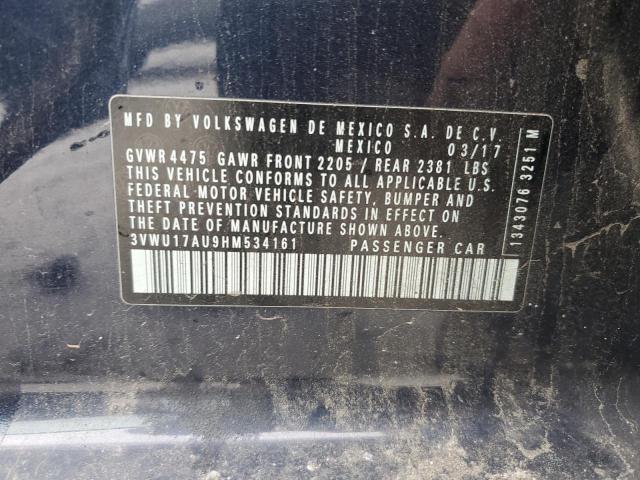 MFD BY VOLKSWAGEN DE MEXICO S.A. DE C.V.
MEXICO 03/17
GVWR 4475 GAWR FRONT 2205 / REAR 2381 LBS
THIS VEHICLE CONFORMS TO ALL APPLICABLE U.S.
FEDERAL MOTOR VEHICLE SAFETY, BUMPER AND
THEFT PREVENTION STANDARDS IN EFFECT ON
THE DATE OF MANUFACTURE SHOWN ABOVE.
3VWU17AU9HM534161 PASSENGER CAR
1343076 3251 M